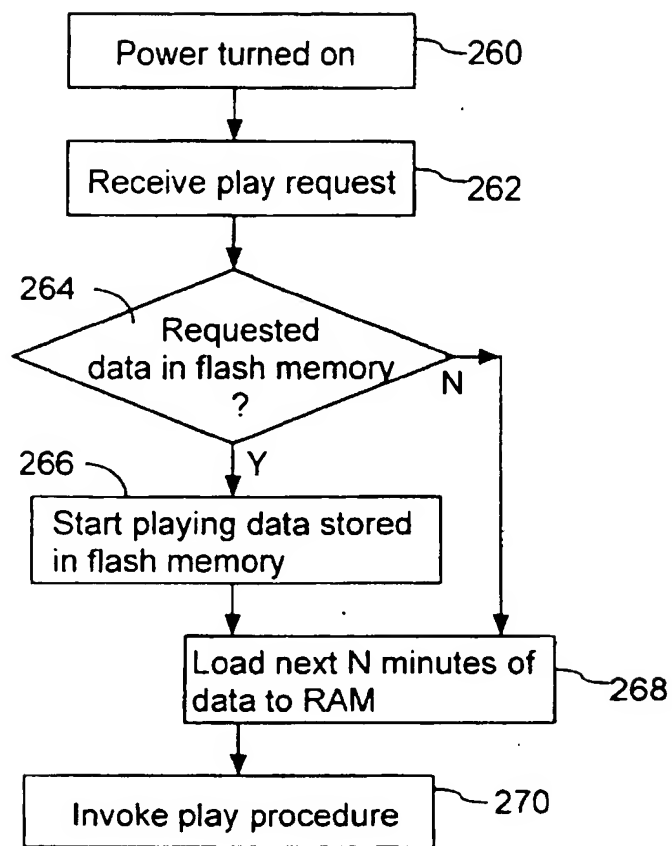 Power turned on
260
Receive play request
262
264
Requested
data in flash memory
?
N
Y
266
Start playing data stored
in flash memory
Load next N minutes of
data to RAM
268
Invoke play procedure
270